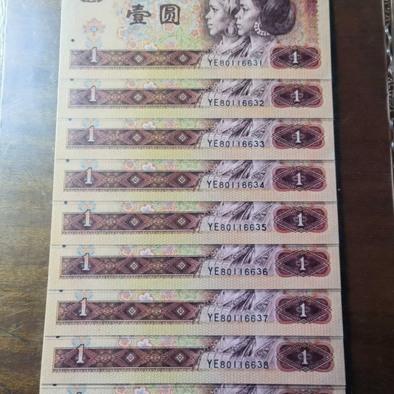 壹圆
1 YE80116631 1
1 YE80116632 1
1 YE80116633 1
1 YE80116634 1
1 YE80116635 1
1 YE80116636 1
1 YE80116637 1
1 YE80116638 1